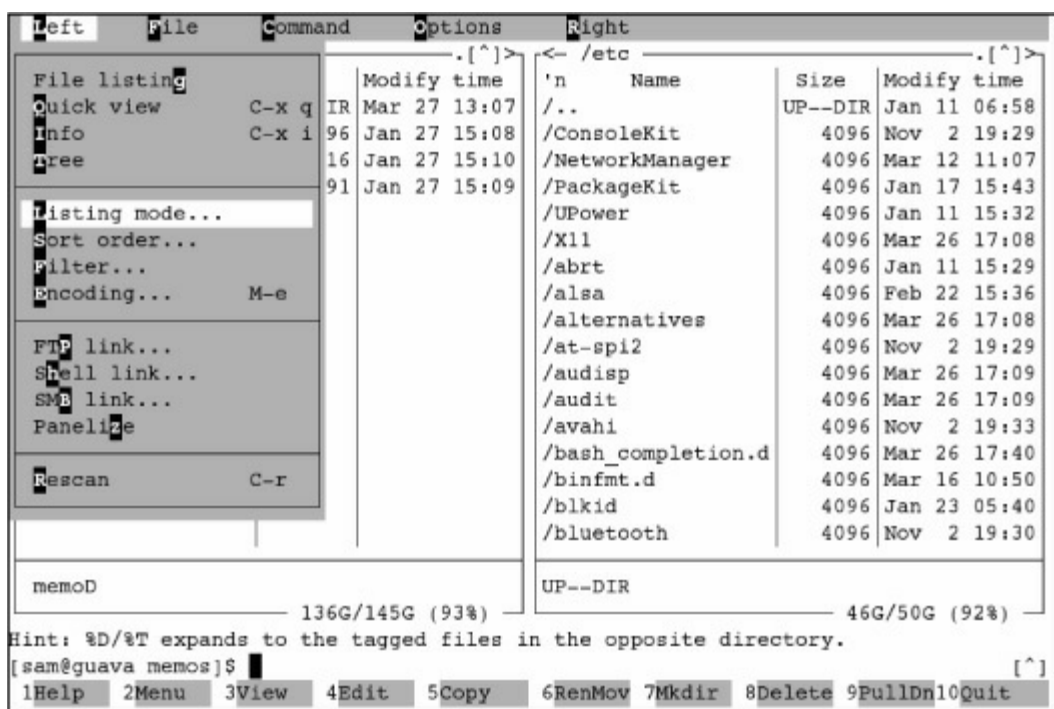 Left File Command Options Right
.[^]> <- /etc .[^]>
File listing Modify time 'n Name Size Modify time
Quick view C-x q IR Mar 27 13:07 /.. UP--DIR Jan 11 06:58
Info C-x i 96 Jan 27 15:08 /ConsoleKit 4096 Nov 2 19:29
Tree 16 Jan 27 15:10 /NetworkManager 4096 Mar 12 11:07
91 Jan 27 15:09 /PackageKit 4096 Jan 17 15:43
Listing mode... /UPower 4096 Jan 11 15:32
Sort order... /X11 4096 Mar 26 17:08
Filter... /abrt 4096 Jan 11 15:29
Encoding... M-e /alsa 4096 Feb 22 15:36
/alternatives 4096 Mar 26 17:08
FTP link... /at-spi2 4096 Nov 2 19:29
Shell link... /audisp 4096 Mar 26 17:09
SMB link... /audit 4096 Mar 26 17:09
Panelize /avahi 4096 Nov 2 19:33
/bash_completion.d 4096 Mar 26 17:40
Rescan C-r /binfmt.d 4096 Mar 16 10:50
/blkid 4096 Jan 23 05:40
/bluetooth 4096 Nov 2 19:30
memoD UP--DIR
136G/145G (93%) 46G/50G (92%)
Hint: %D/%T expands to the tagged files in the opposite directory.
[sam@guava memos]$ [^]
1Help 2Menu 3View 4Edit 5Copy 6RenMov 7Mkdir 8Delete 9PullDn 10Quit